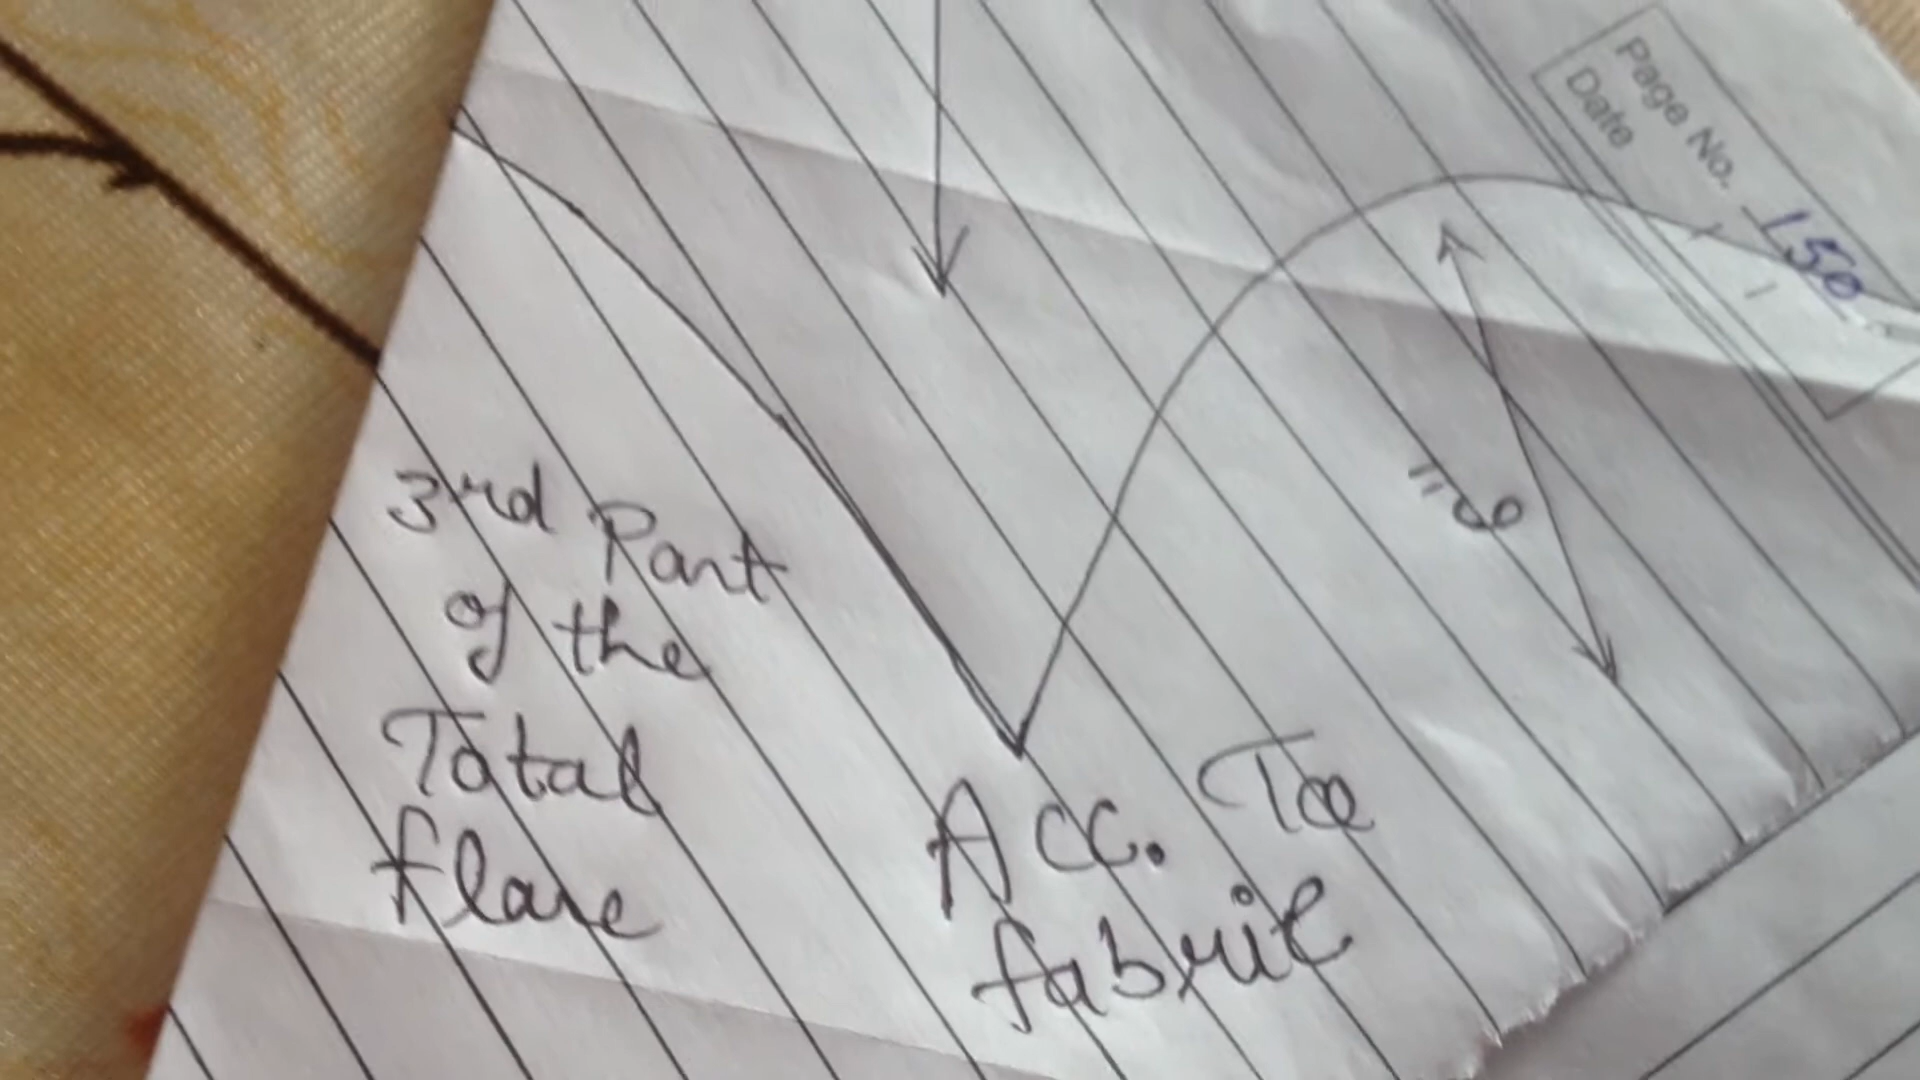 Page No. 150
Date
3rd Part
of the
Total
flare
Acc. To
fabric